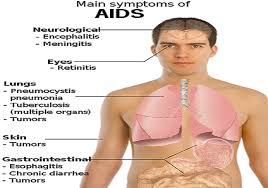 Main symptoms of
AIDS
Neurological
- Encephalitis
- Meningitis
Eyes
- Retinitis
Lungs
- Pneumocystis
pneumonia
- Tuberculosis
(multiple organs)
- Tumors
Skin
- Tumors
Gastrointestinal
- Esophagitis
- Chronic diarrhea
- Tumors